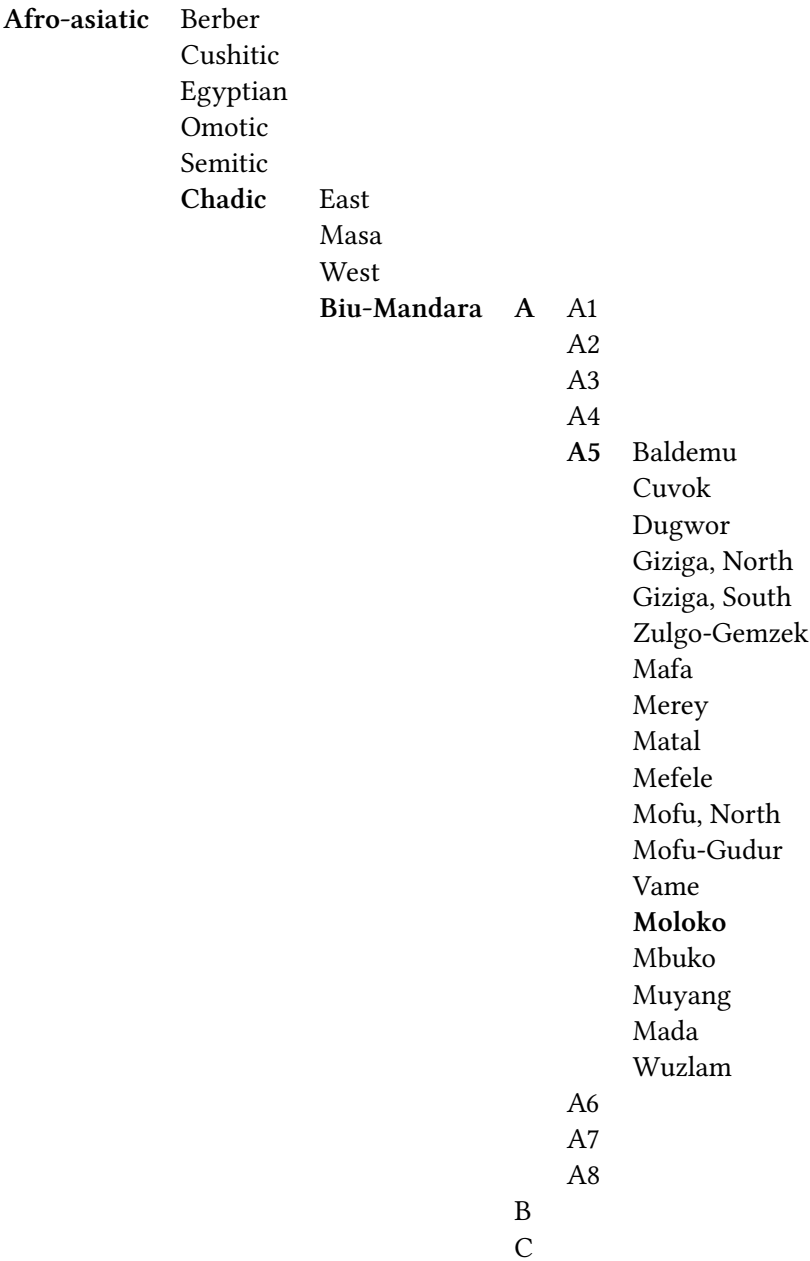 Afro-asiatic Berber
Cushitic
Egyptian
Omotic
Semitic
Chadic East
Masa
West
Biu-Mandara A A1
A2
A3
A4
A5 Baldemu
Cuvok
Dugwor
Giziga, North
Giziga, South
Zulgo-Gemzek
Mafa
Merey
Matal
Mefele
Mofu, North
Mofu-Gudur
Vame
Moloko
Mbuko
Muyang
Mada
Wuzlam
A6
A7
A8
B
C